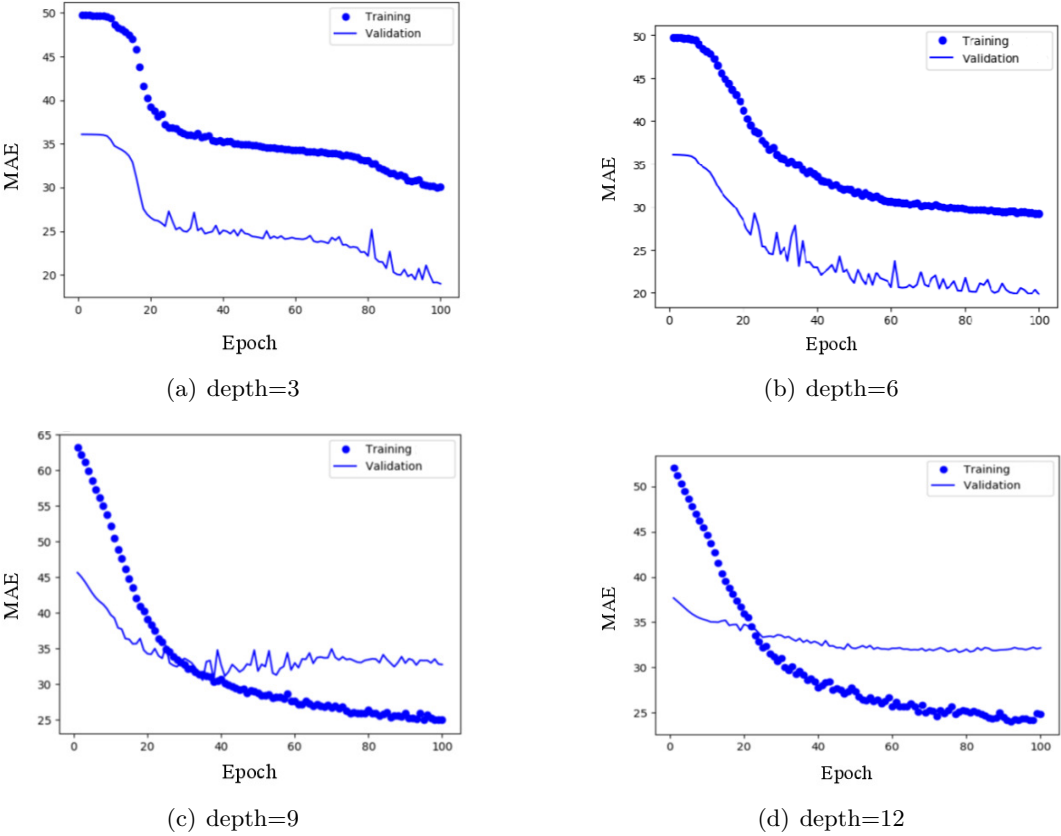 50
45
40
35
30
25
20
0 20 40 60 80 100
MAE
Epoch
Training
Validation
(a) depth=3
50
45
40
35
30
25
20
0 20 40 60 80 100
MAE
Epoch
Training
Validation
(b) depth=6
65
60
55
50
45
40
35
30
25
0 20 40 60 80 100
MAE
Epoch
Training
Validation
(c) depth=9
50
45
40
35
30
25
0 20 40 60 80 100
MAE
Epoch
Training
Validation
(d) depth=12